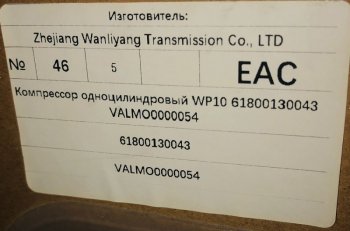 Изготовитель:
Zhejiang Wanliyang Transmission Co., LTD
№ 46 5 EAC
Компрессор одноцилиндровый WP10 61800130043
VALMO0000054
61800130043
VALMO0000054